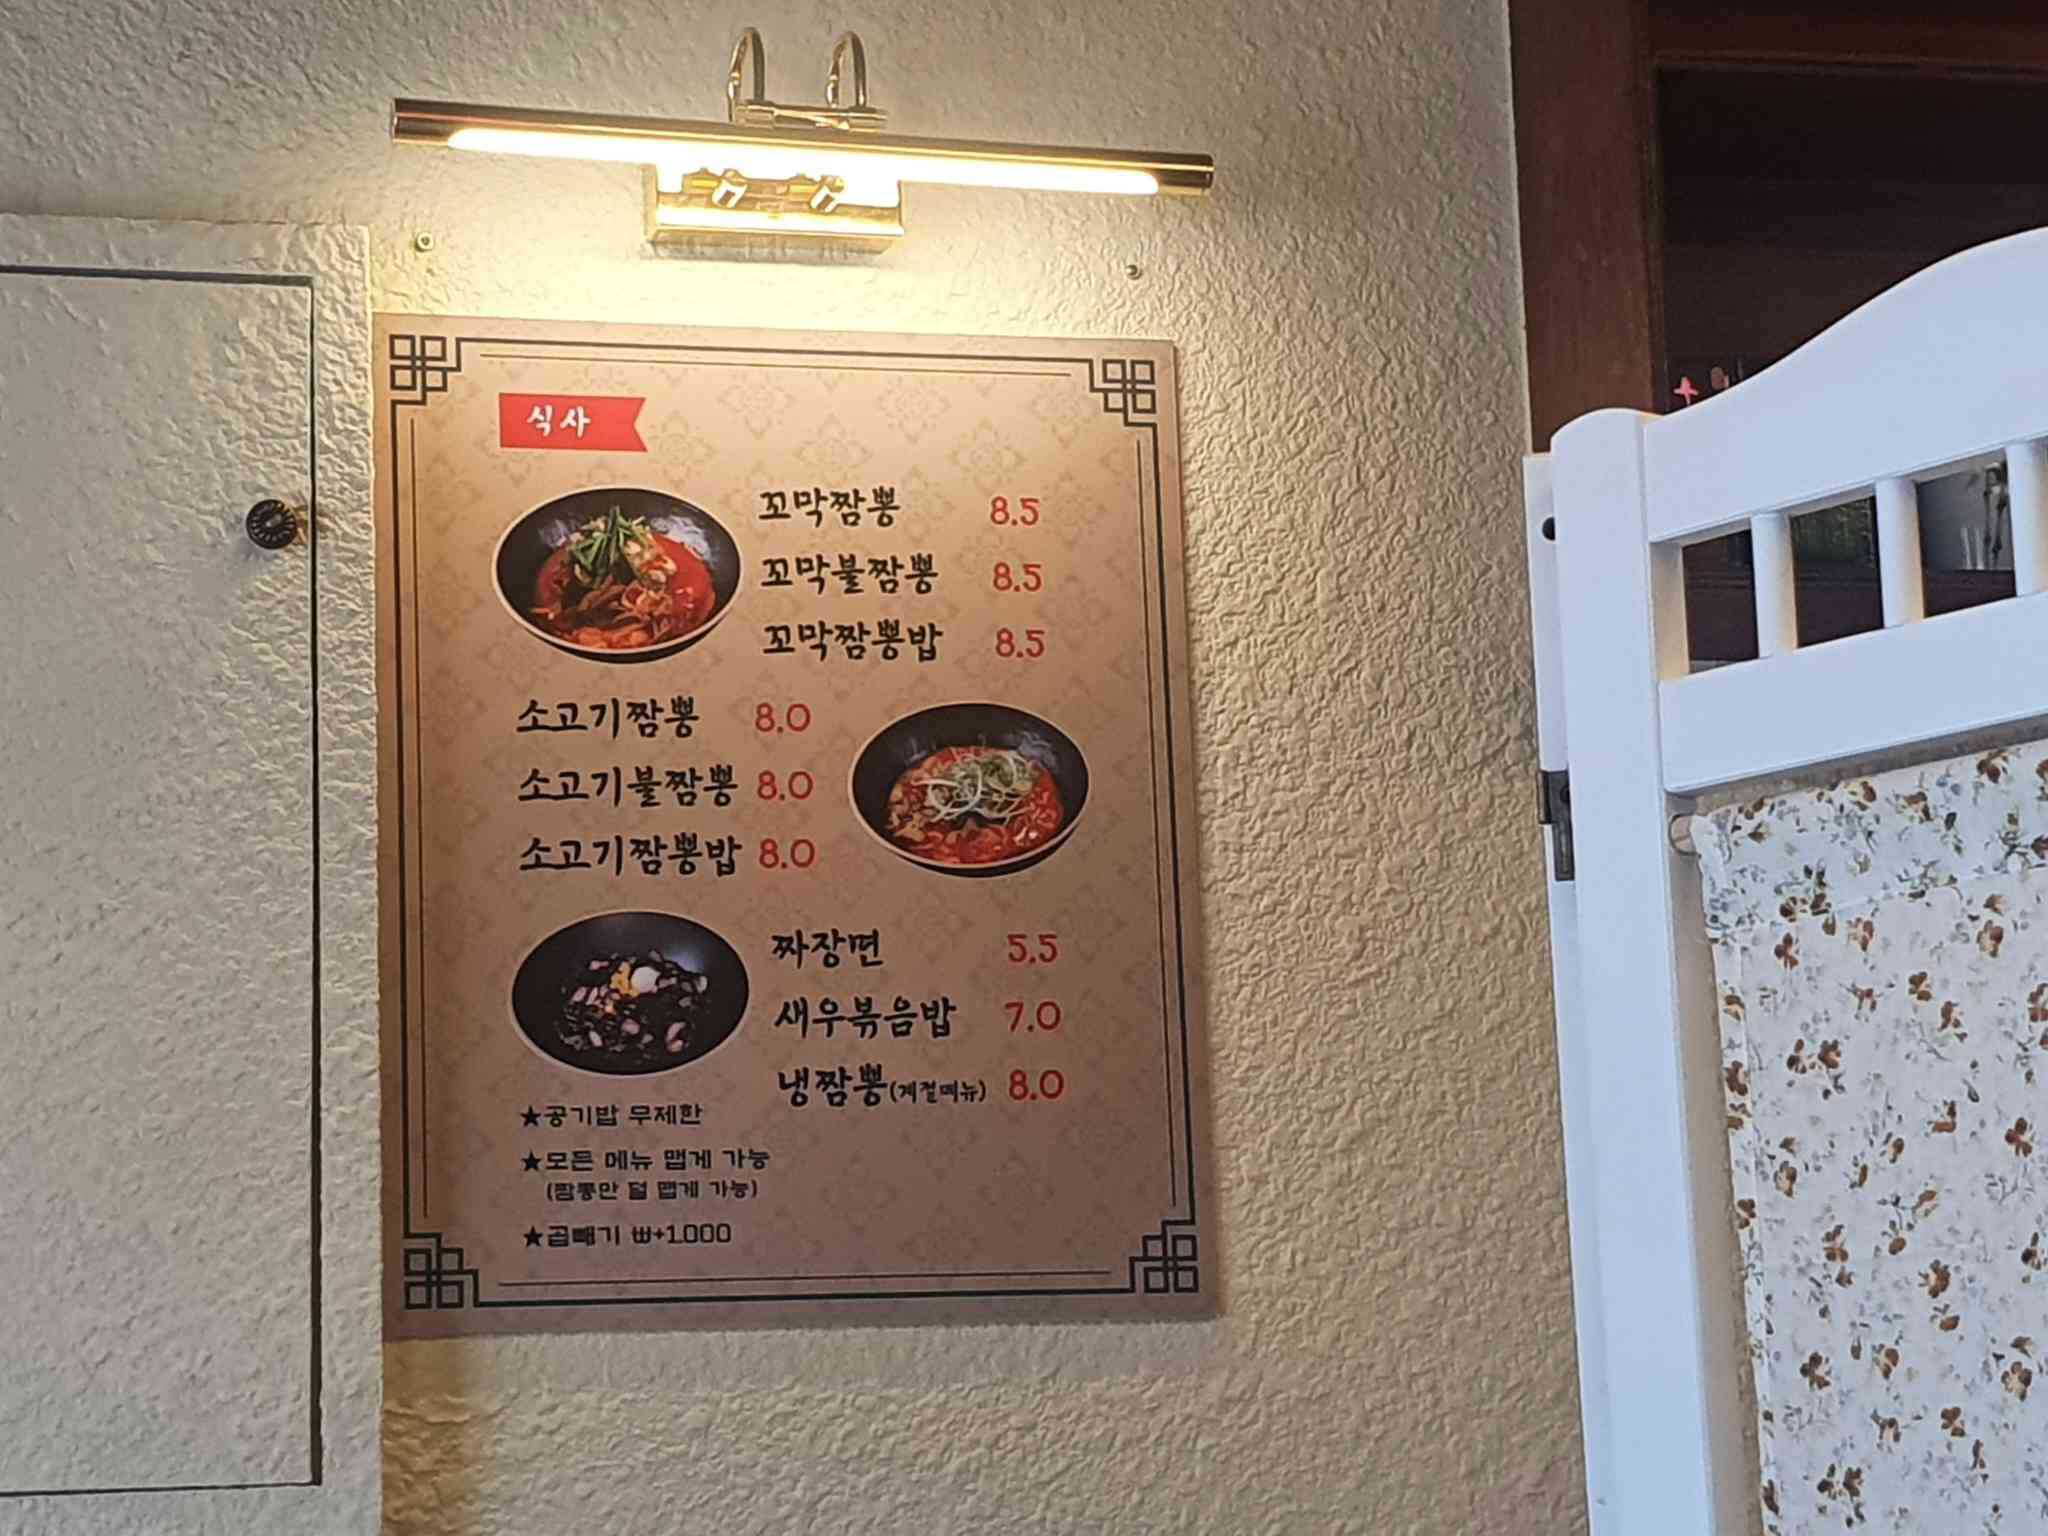 식사
꼬막짬뽕 8.5
꼬막불짬뽕 8.5
꼬막짬뽕밥 8.5
소고기짬뽕 8.0
소고기불짬뽕 8.0
소고기짬뽕밥 8.0
짜장면 5.5
새우볶음밥 7.0
냉짬뽕(계절메뉴) 8.0
★공기밥 무제한
★모든 메뉴 맵게 가능
(짬뽕만 덜 맵게 가능)
★곱빼기 ₩+1.000